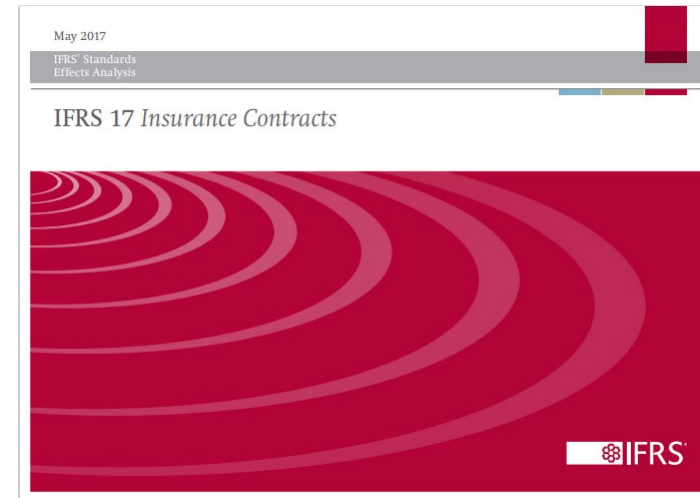 May 2017
IFRS® Standards
Effects Analysis
IFRS 17 Insurance Contracts
IFRS®